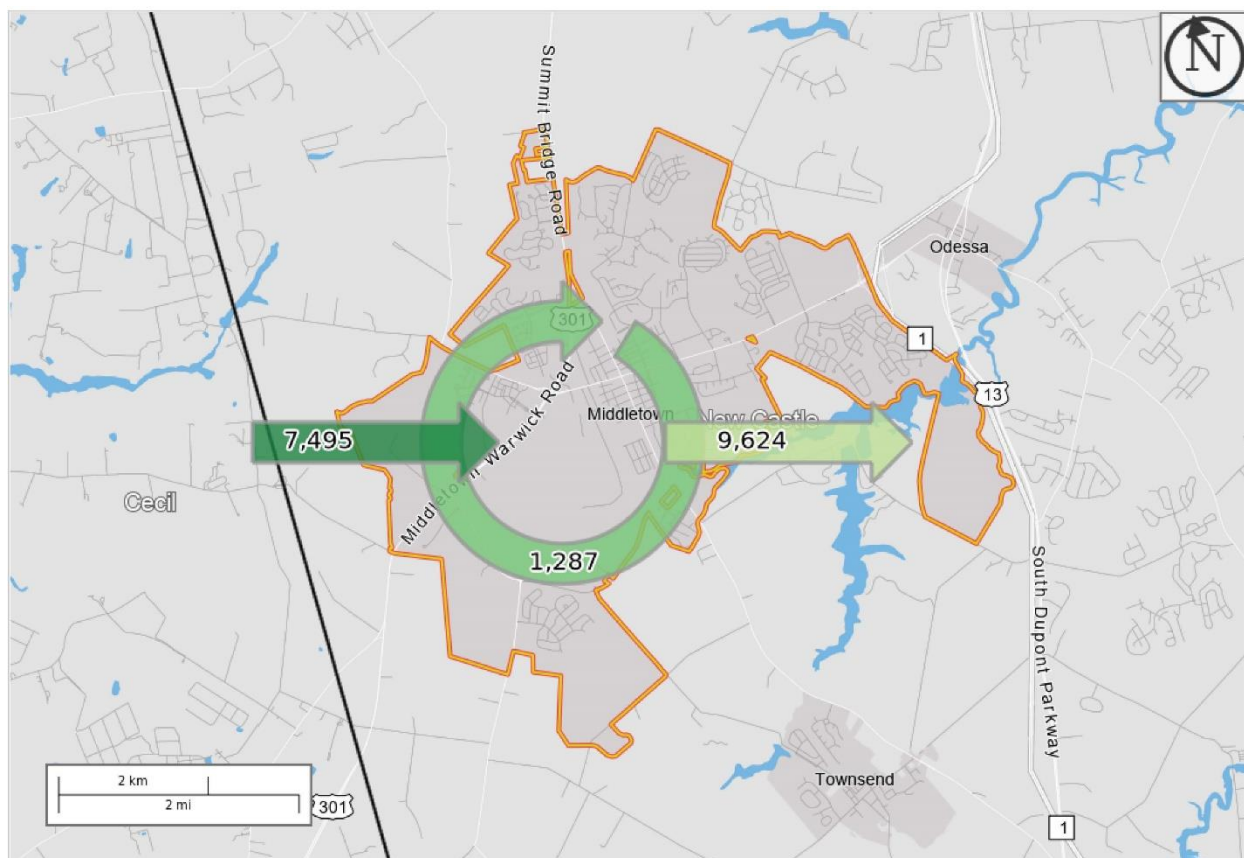 N
Summit Bridge Road
Odessa
301
1
13
Middletown
New Castle
7,495
9,624
Middletown Warwick Road
Cecil
1,287
South Dupont Parkway
2 km
2 mi
301
Townsend
1